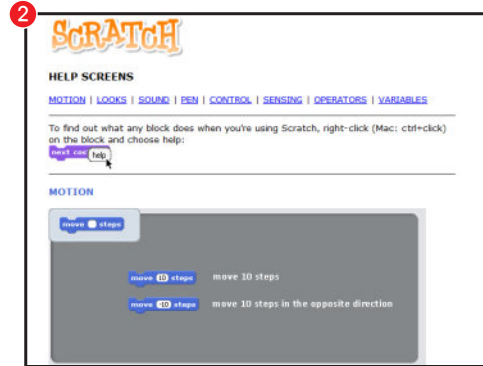 2
SCRATCH
HELP SCREENS
MOTION | LOOKS | SOUND | PEN | CONTROL | SENSING | OPERATORS | VARIABLES
To find out what any block does when you're using Scratch, right-click (Mac: ctrl+click)
on the block and choose help:
next cos help
MOTION
move steps
move 10 steps move 10 steps
move -10 steps move 10 steps in the opposite direction